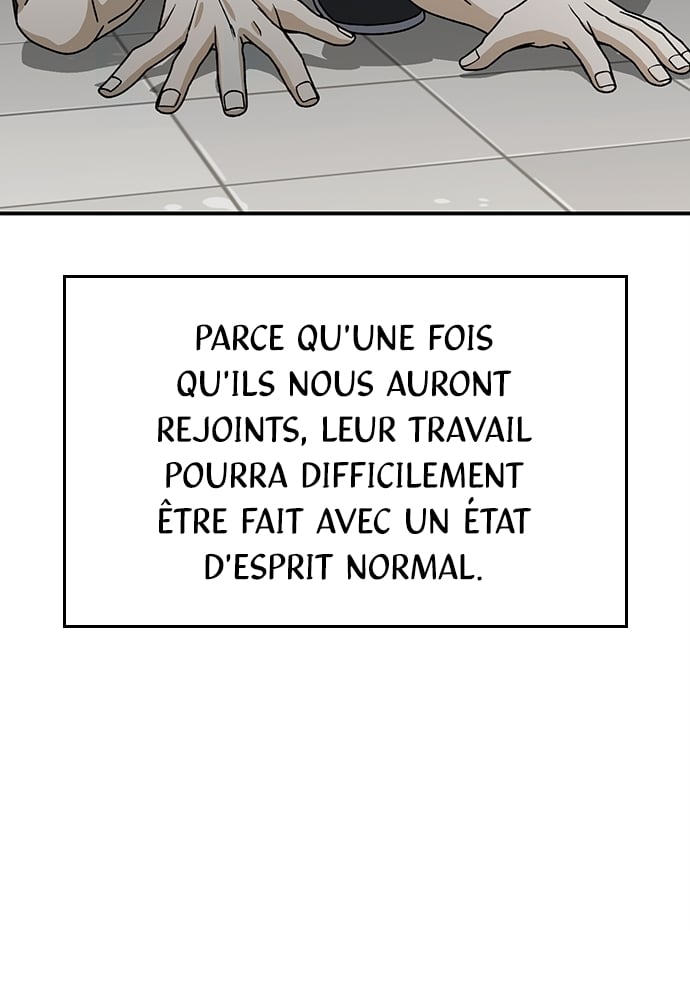 PARCE QU'UNE FOIS
QU'ILS NOUS AURONT
REJOINTS, LEUR TRAVAIL
POURRA DIFFICILEMENT
ÊTRE FAIT AVEC UN ÉTAT
D'ESPRIT NORMAL.